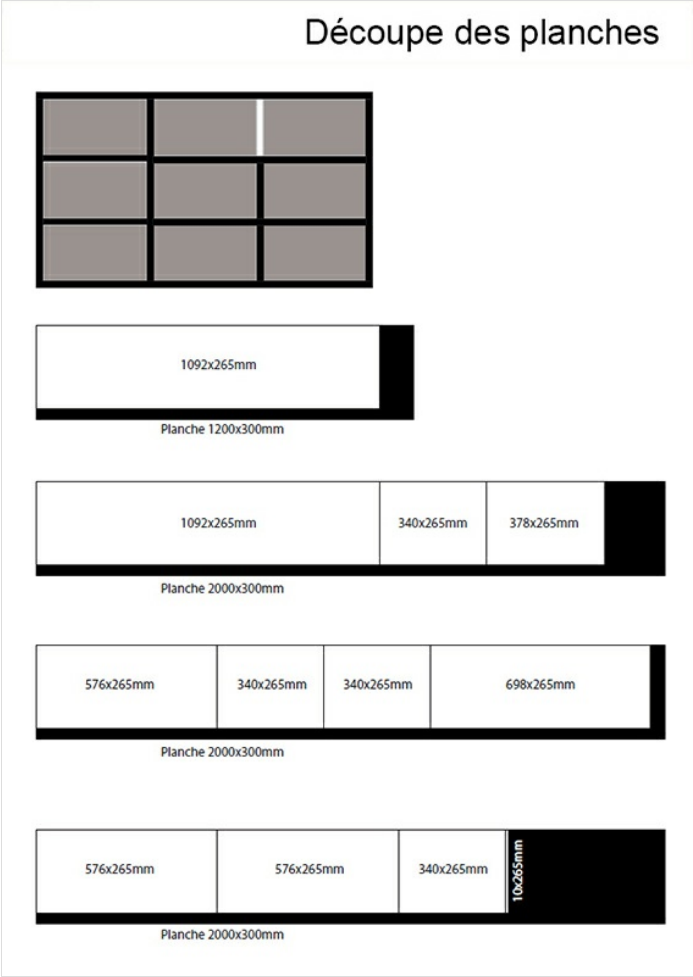 Découpe des planches
1092x265mm
Planche 1200x300mm
1092x265mm 340x265mm 378x265mm
Planche 2000x300mm
576x265mm 340x265mm 340x265mm 698x265mm
Planche 2000x300mm
576x265mm 576x265mm 340x265mm 10x265mm
Planche 2000x300mm